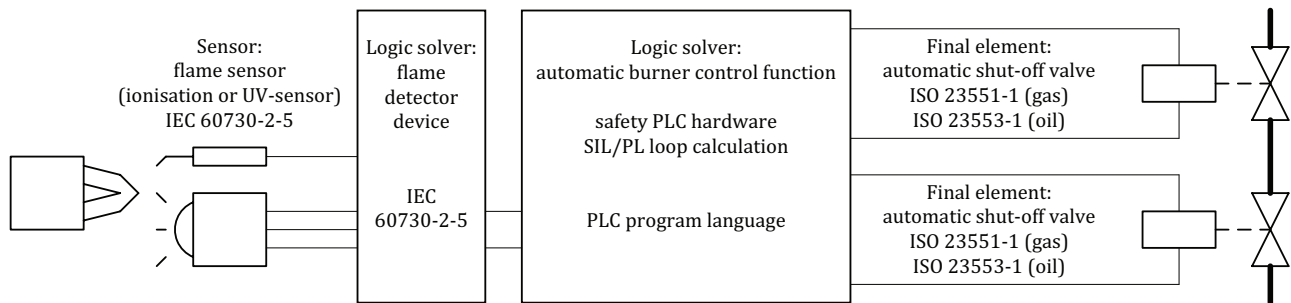 Sensor:
flame sensor
(ionisation or UV-sensor)
IEC 60730-2-5
Logic solver:
flame
detector
device
IEC
60730-2-5
Logic solver:
automatic burner control function
safety PLC hardware
SIL/PL loop calculation
PLC program language
Final element:
automatic shut-off valve
ISO 23551-1 (gas)
ISO 23553-1 (oil)
Final element:
automatic shut-off valve
ISO 23551-1 (gas)
ISO 23553-1 (oil)